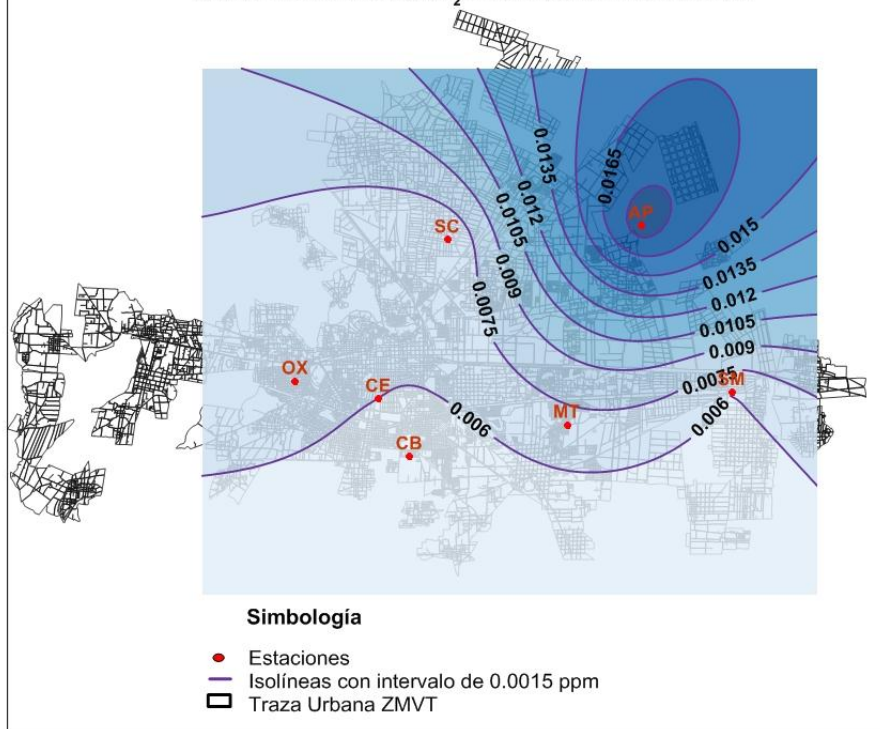 2
0.0135
0.0165
0.012
AP
0.0105
SC
0.015
0.009
0.0135
0.0075
0.012
0.0105
0.009
OX
CE
0.0075
SM
0.006
MT
0.006
CB
Simbología
Estaciones
Isolíneas con intervalo de 0.0015 ppm
Traza Urbana ZMVT